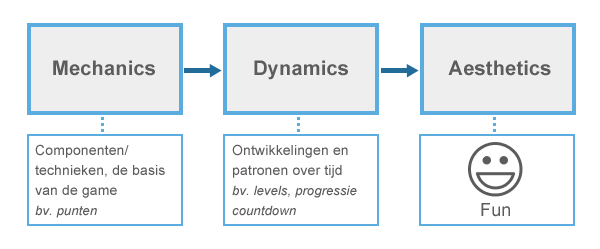 Mechanics
Dynamics
Aesthetics
Componenten/
technieken, de basis
van de game
bv. punten
Ontwikkelingen en
patronen over tijd
bv. levels, progressie
countdown
Fun